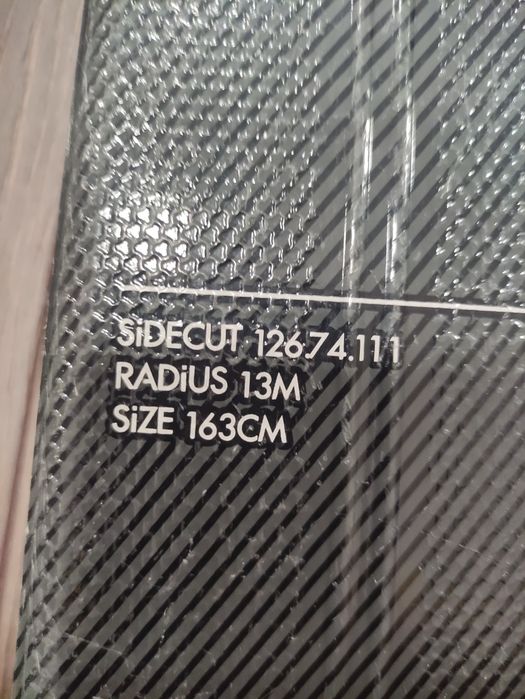 SiDECUT 126.74.111
RADiUS 13M
SiZE 163CM